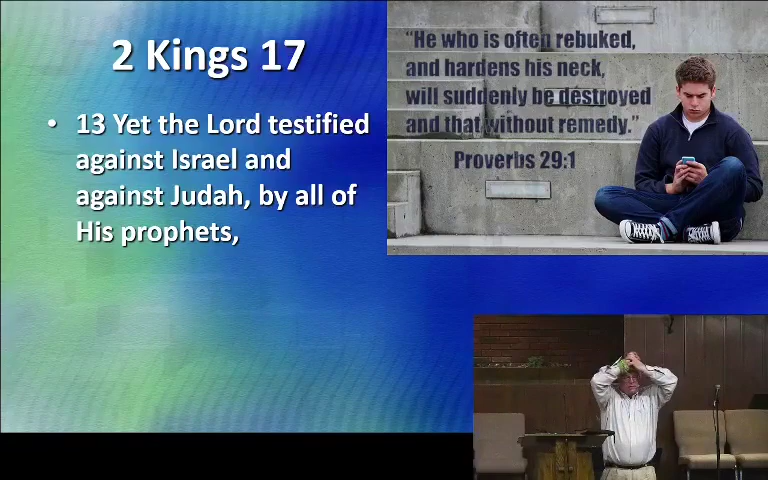 2 Kings 17
• 13 Yet the Lord testified
against Israel and
against Judah, by all of
His prophets,
“He who is often rebuked,
and hardens his neck,
will suddenly be destroyed
and that without remedy.”
Proverbs 29:1